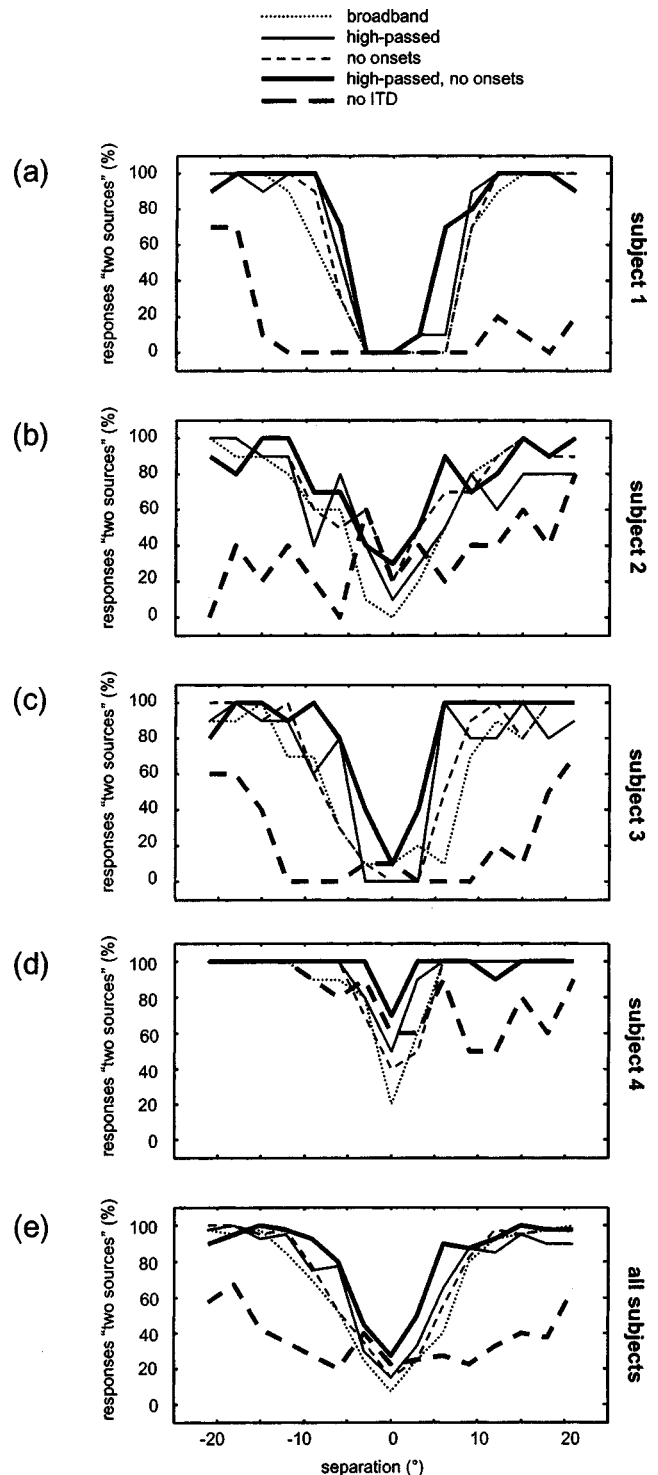 broadband
high-passed
no onsets
high-passed, no onsets
no ITD
(a)
responses "two sources" (%)
100
80
60
40
20
0
subject 1
(b)
responses "two sources" (%)
100
80
60
40
20
0
subject 2
(c)
responses "two sources" (%)
100
80
60
40
20
0
subject 3
(d)
responses "two sources" (%)
100
80
60
40
20
0
subject 4
(e)
responses "two sources" (%)
100
80
60
40
20
0
all subjects
-20
-10
0
10
20
separation (°)